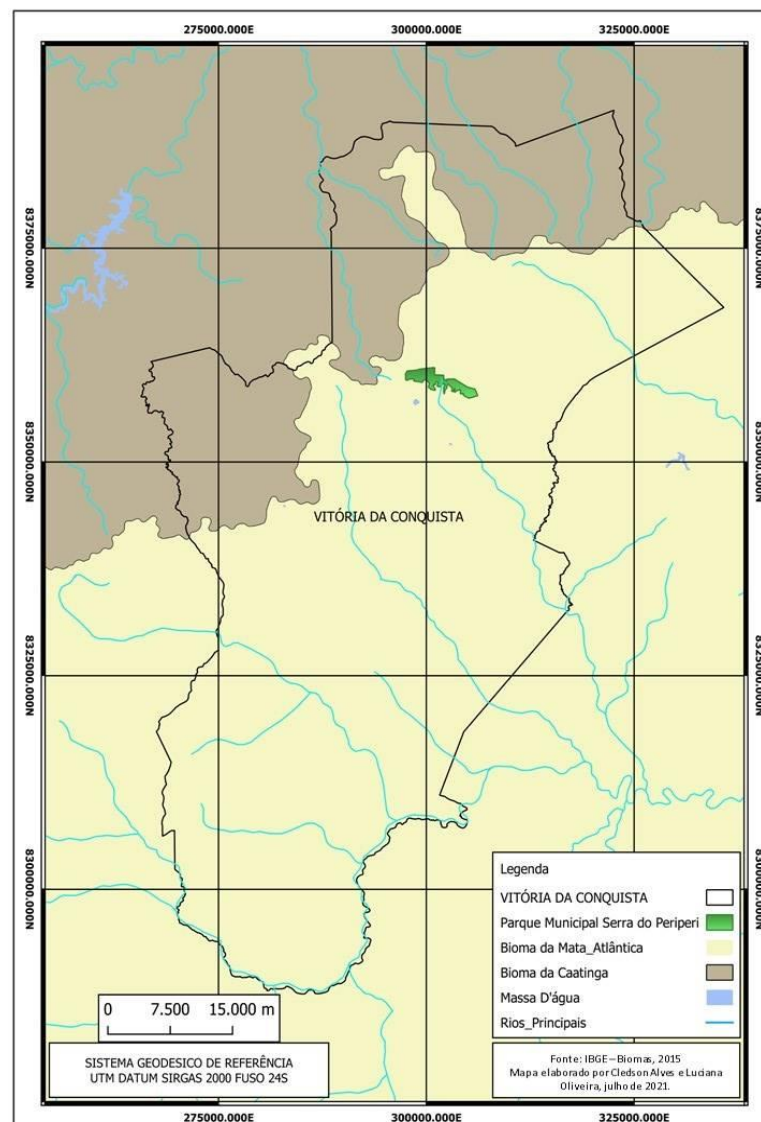 275000.000E 300000.000E 325000.000E
8375000.000N 8375000.000N
8350000.000N 8350000.000N
VITÓRIA DA CONQUISTA
8325000.000N 8325000.000N
8300000.000N 8300000.000N
Legenda
VITÓRIA DA CONQUISTA
Parque Municipal Serra do Periperi
Bioma da Mata_Atlântica
Bioma da Caatinga
Massa D'água
Rios_Principais
0 7.500 15.000 m
SISTEMA GEODESICO DE REFERÊNCIA
UTM DATUM SIRGAS 2000 FUSO 24S
Fonte: IBGE – Biomas, 2015
Mapa elaborado por Cledson Alves e Luciana
Oliveira, julho de 2021.
275000.000E 300000.000E 325000.000E